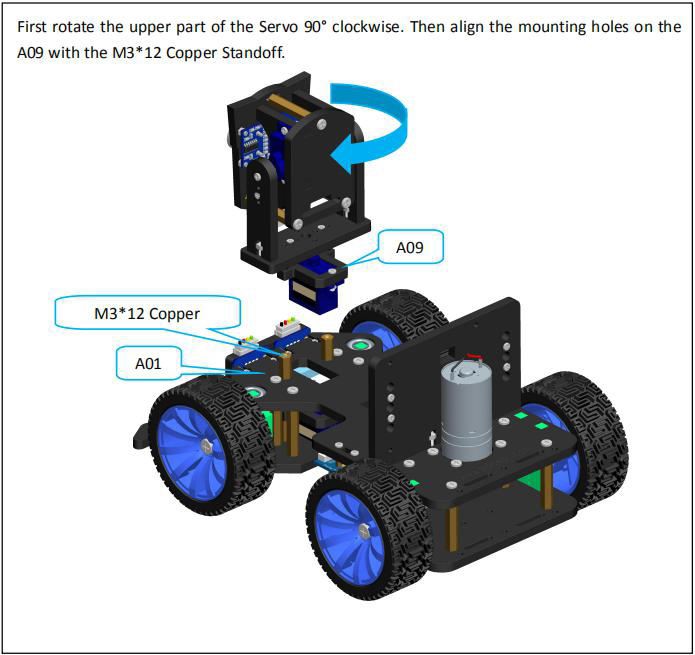 First rotate the upper part of the Servo 90° clockwise. Then align the mounting holes on the
A09 with the M3*12 Copper Standoff.
A09
M3*12 Copper
A01